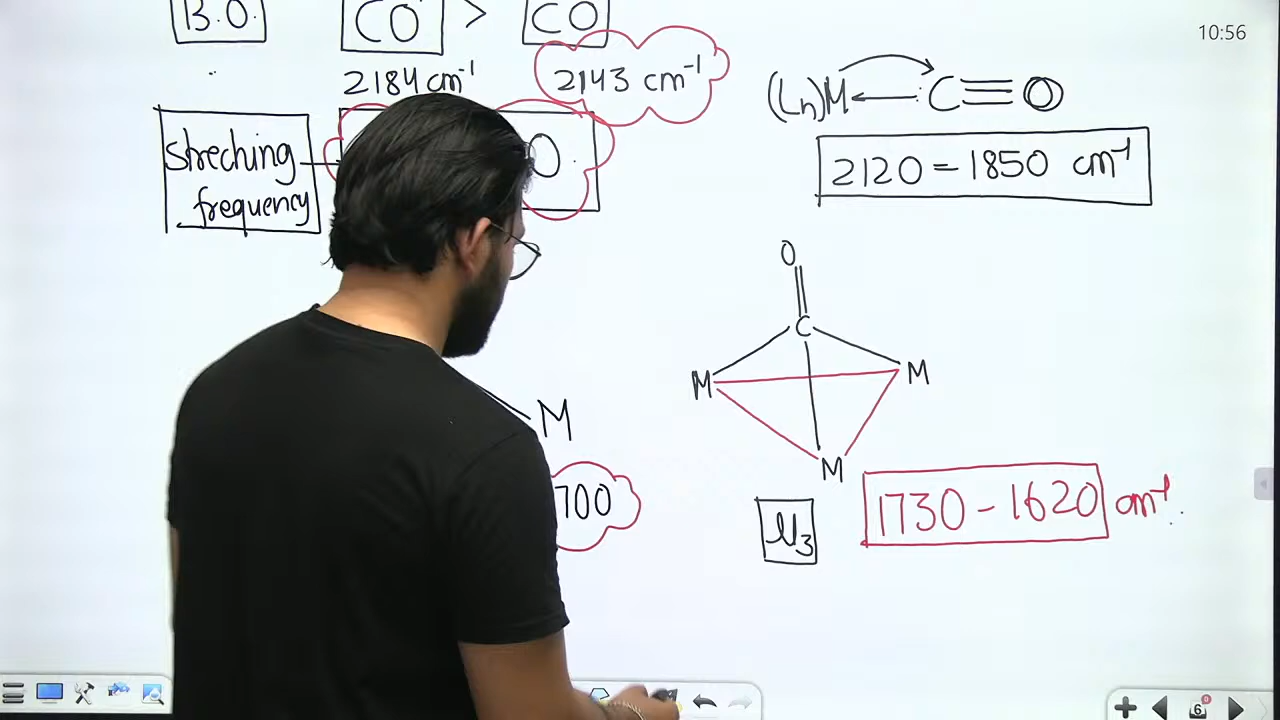 10:56
B.O. CO⁺ > CO
2184 cm⁻¹ 2143 cm⁻¹
(Ln)M C≡O
Streching
frequency
O
2120 = 1850 cm⁻¹
O
C
M M
M
M
700
μ₃ 1730 - 1620 cm⁻¹
6